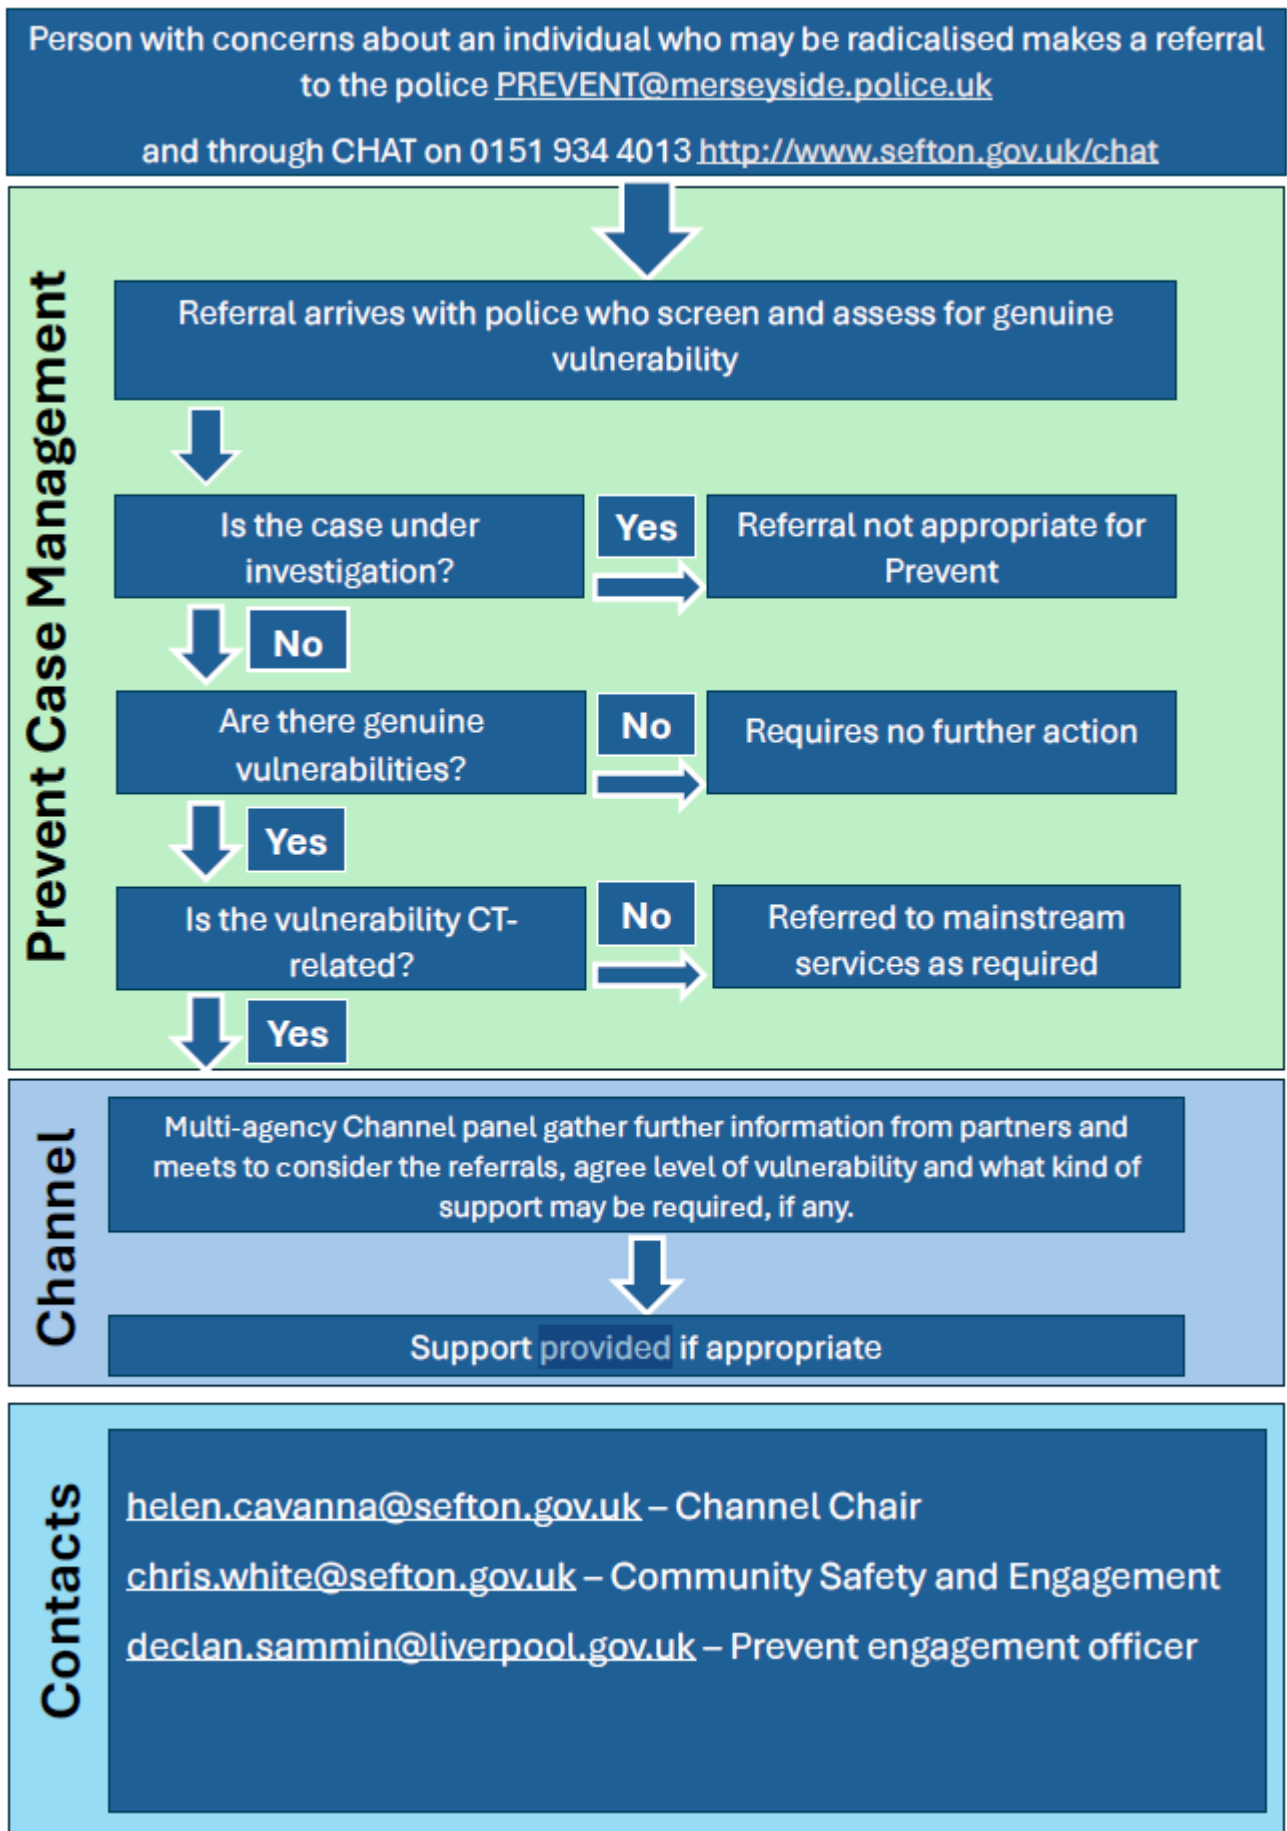 Person with concerns about an individual who may be radicalised makes a referral
to the police PREVENT@merseyside.police.uk
and through CHAT on 0151 934 4013 http://www.sefton.gov.uk/chat
Prevent Case Management
Referral arrives with police who screen and assess for genuine
vulnerability
Is the case under
investigation?
Yes
Referral not appropriate for
Prevent
No
Are there genuine
vulnerabilities?
No
Requires no further action
Yes
Is the vulnerability CT-
related?
No
Referred to mainstream
services as required
Yes
Channel
Multi-agency Channel panel gather further information from partners and
meets to consider the referrals, agree level of vulnerability and what kind of
support may be required, if any.
Support provided if appropriate
Contacts
helen.cavanna@sefton.gov.uk – Channel Chair
chris.white@sefton.gov.uk – Community Safety and Engagement
declan.sammin@liverpool.gov.uk – Prevent engagement officer